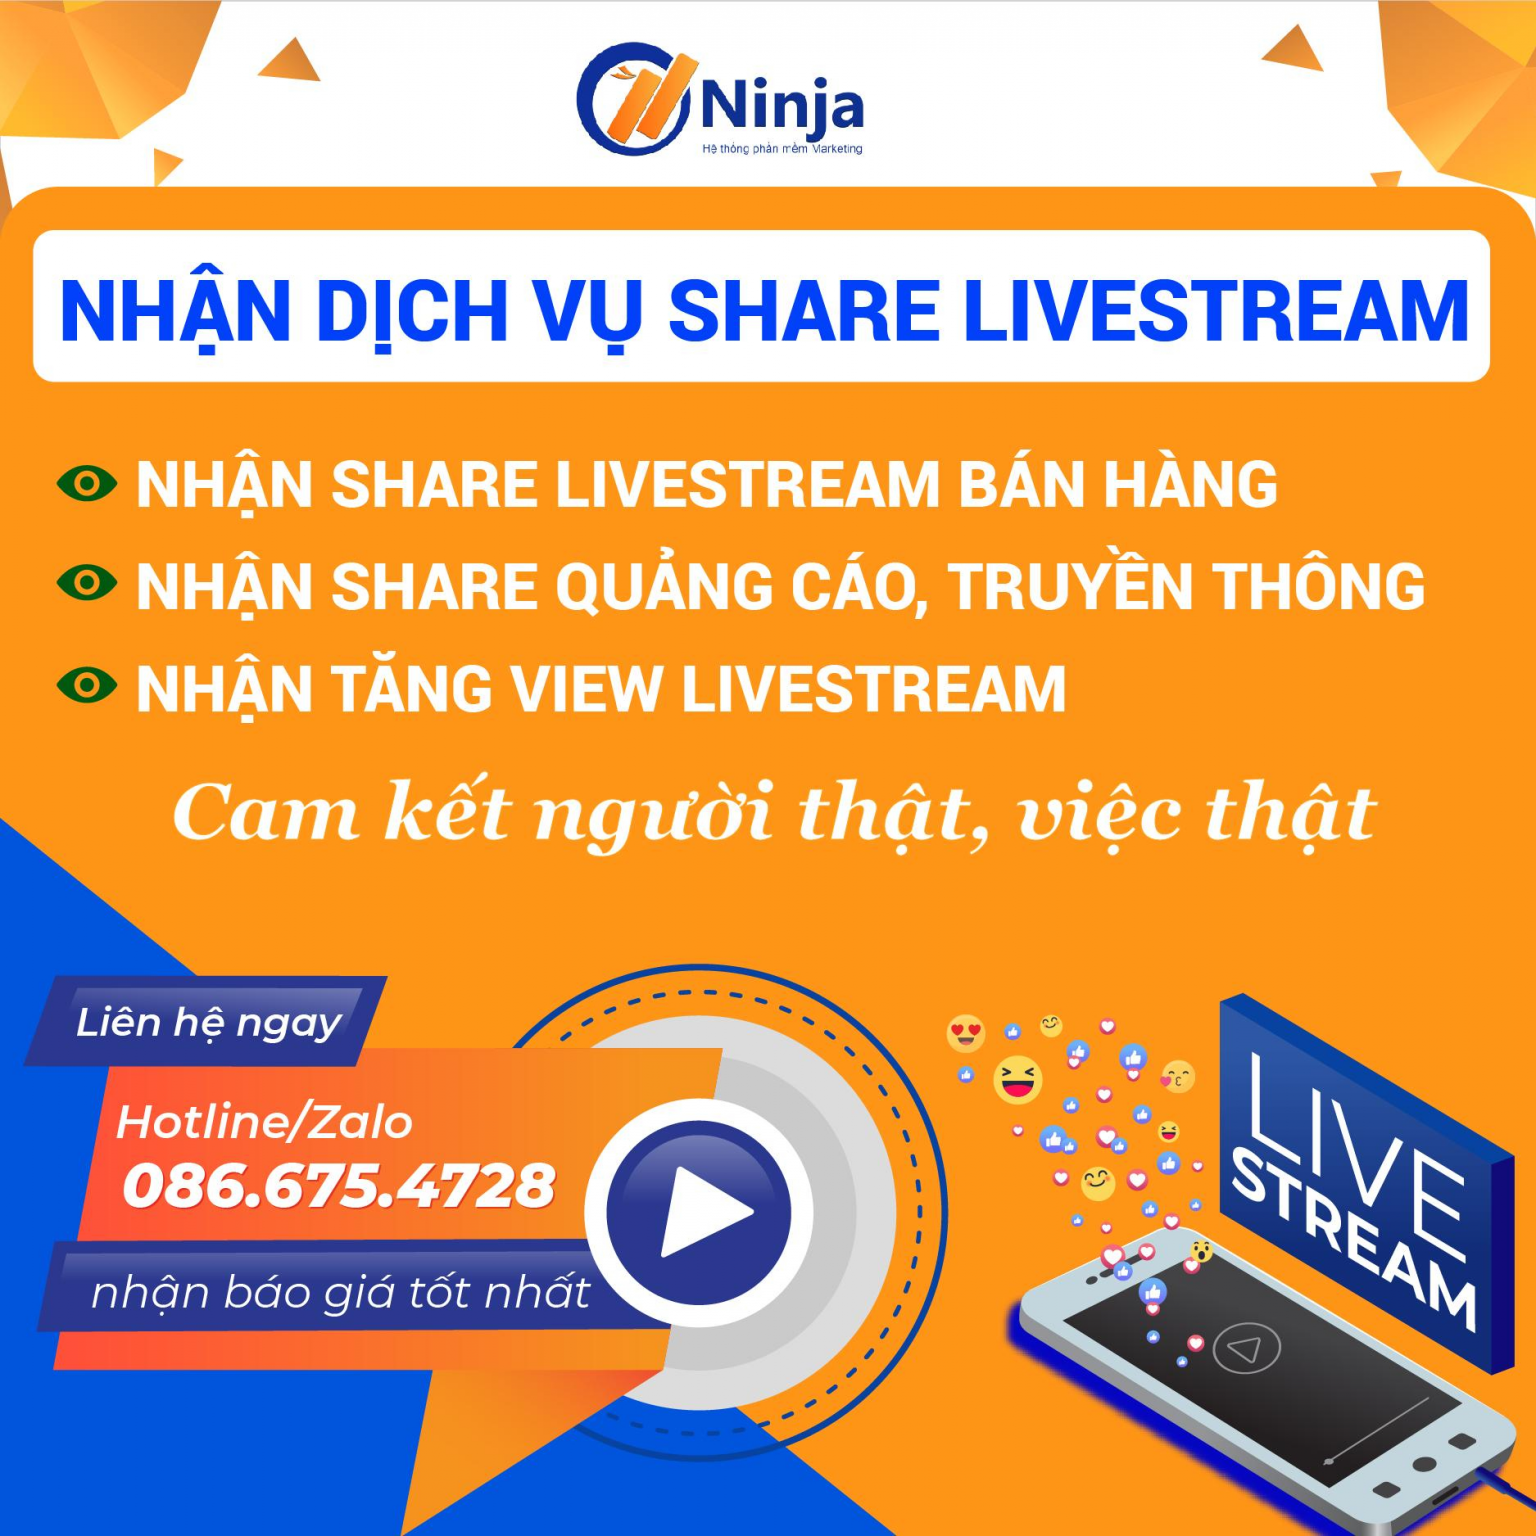 Ninja
Hệ thống phần mềm Marketing
NHẬN DỊCH VỤ SHARE LIVESTREAM
NHẬN SHARE LIVESTREAM BÁN HÀNG
NHẬN SHARE QUẢNG CÁO, TRUYỀN THÔNG
NHẬN TĂNG VIEW LIVESTREAM
Cam kết người thật, việc thật
Liên hệ ngay
Hotline/Zalo
086.675.4728
nhận báo giá tốt nhất
LIVE
STREAM